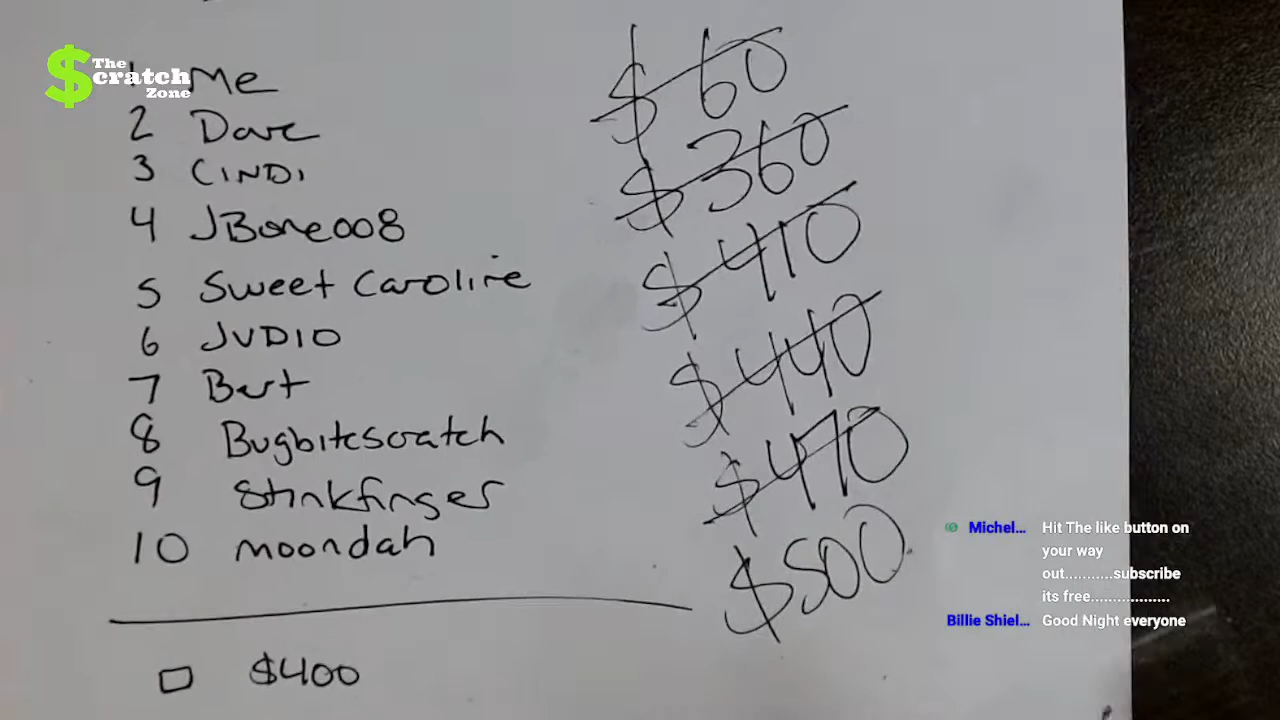 The
$cratch
Zone
1 Me
2 Dave
3 CINDI
4 JBone008
5 Sweet Caroline
6 JVD10
7 Bert
8 Bugbitescratch
9 Stinkfinger
10 moondah
$60
$360
$410
$440
$470
$500
$400
Michel... Hit The like button on
your way
out...........subscribe
its free.................
Billie Shiel... Good Night everyone